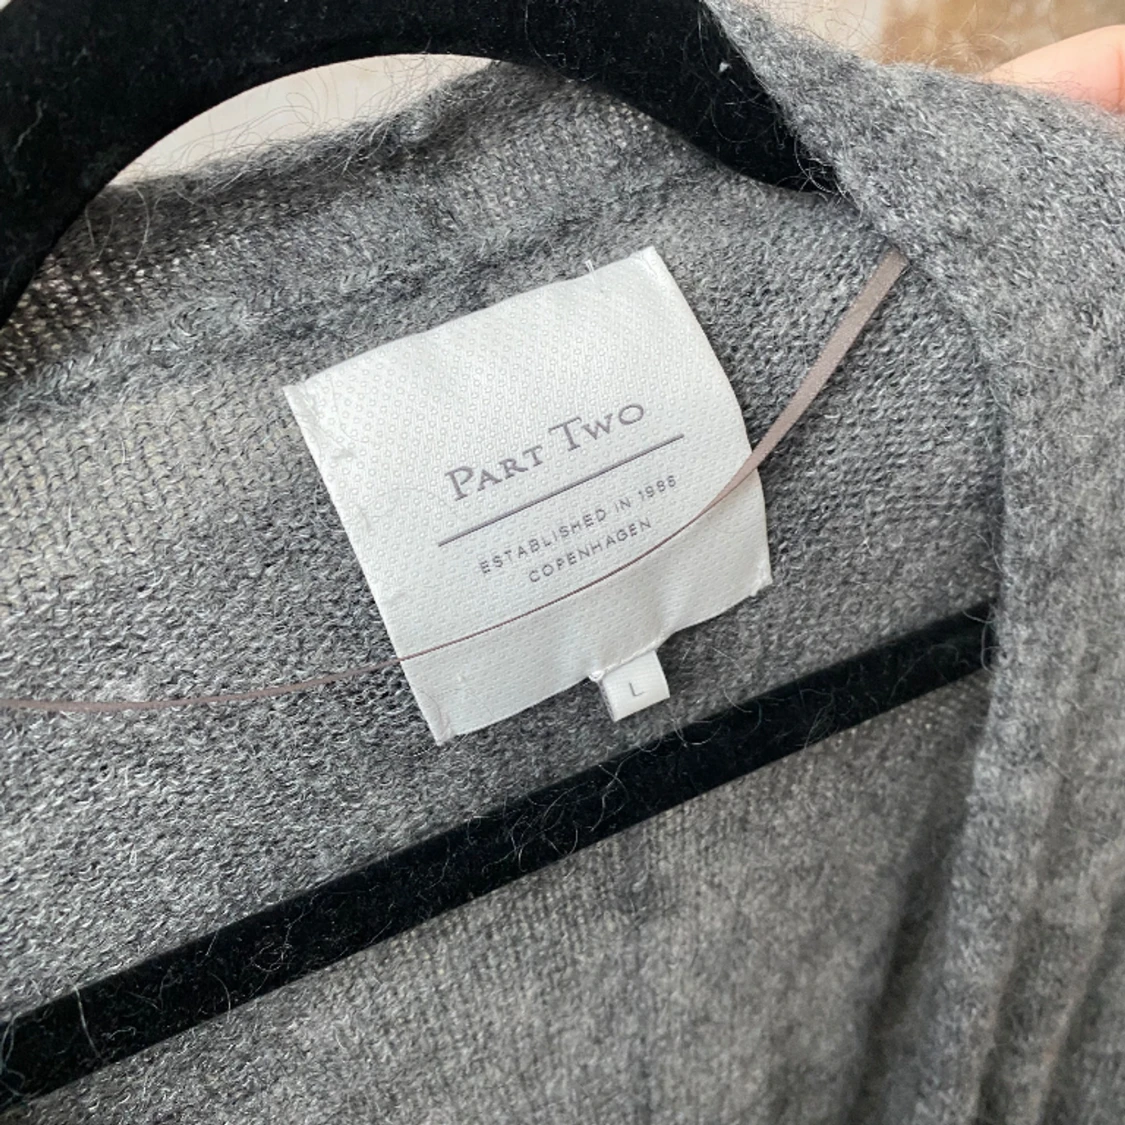 PART TWO
ESTABLISHED IN 1986
COPENHAGEN
L